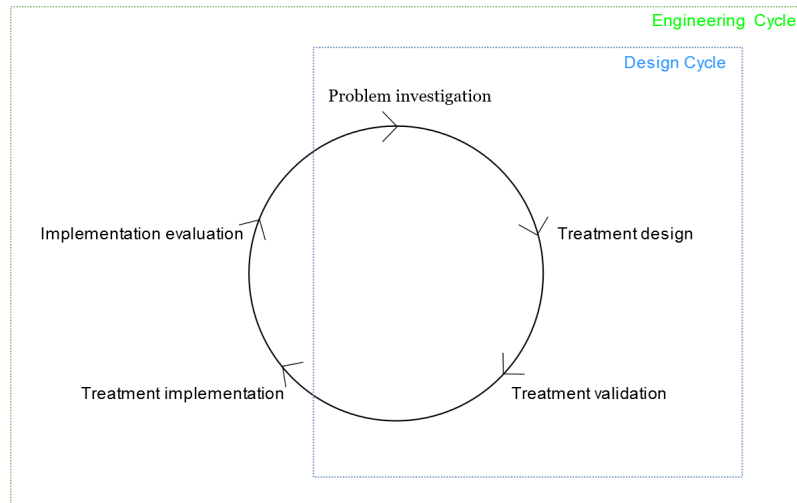 Engineering Cycle
Design Cycle
Problem investigation
Implementation evaluation
Treatment design
Treatment implementation
Treatment validation